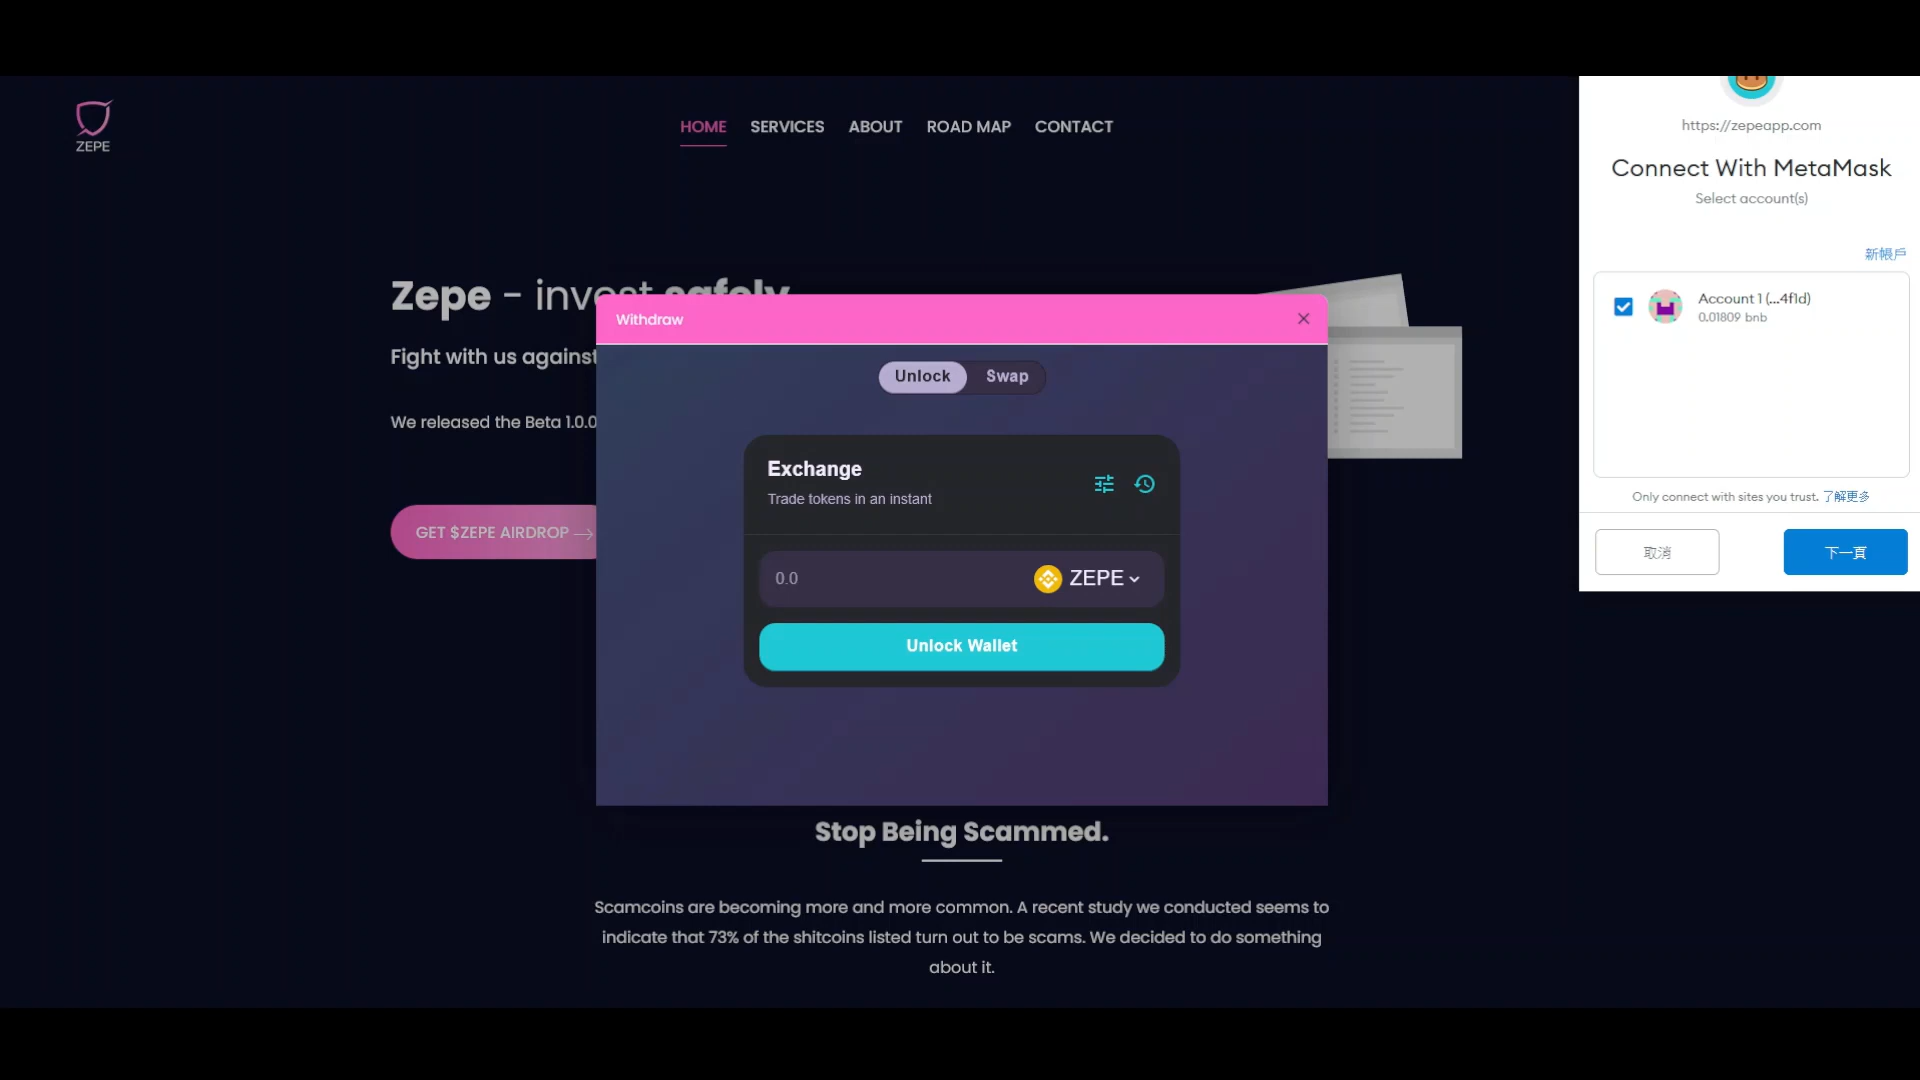 ZEPE
HOME SERVICES ABOUT ROAD MAP CONTACT
Zepe - invest safely
Fight with us against
We released the Beta 1.0.0
GET $ZEPE AIRDROP
Withdraw
Unlock Swap
Exchange
Trade tokens in an instant
0.0 ZEPE
Unlock Wallet
Stop Being Scammed.
Scamcoins are becoming more and more common. A recent study we conducted seems to
indicate that 73% of the shitcoins listed turn out to be scams. We decided to do something
about it.
https://zepeapp.com
Connect With MetaMask
Select account(s)
新帳戶
Account 1 (...4f1d)
0.01809 bnb
Only connect with sites you trust. 了解更多
取消 下一頁